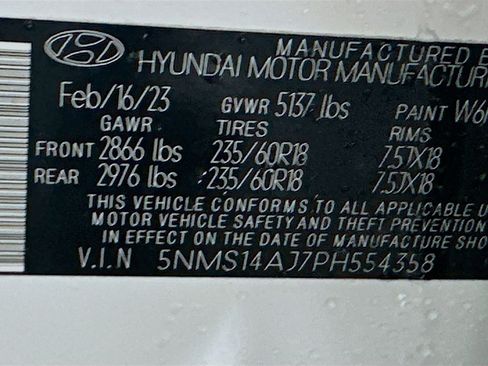 MANUFACTURED
HYUNDAI MOTOR MANUFACTUR
Feb/16/23 GVWR 5137 lbs PAINT
GAWR TIRES RIMS
FRONT 2866 lbs 235/60R18 7.5JX18
REAR 2976 lbs 235/60R18 7.5JX18
THIS VEHICLE CONFORMS TO ALL APPLICABLE
MOTOR VEHICLE SAFETY AND THEFT PREVENTION
IN EFFECT ON THE DATE OF MANUFACTURE SHO
V.I.N 5NMS14AJ7PH554358